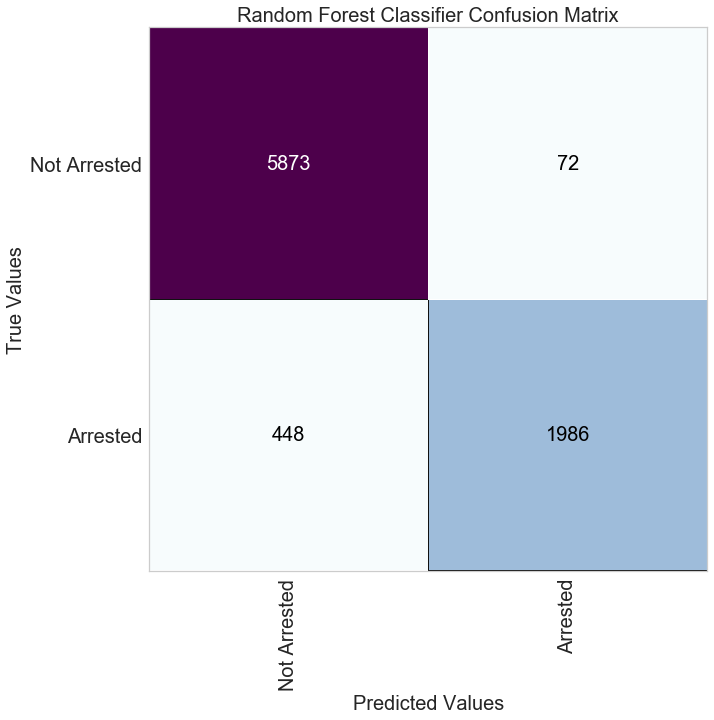 Random Forest Classifier Confusion Matrix
Not Arrested
5873
72
True Values
Arrested
448
1986
Not Arrested
Arrested
Predicted Values